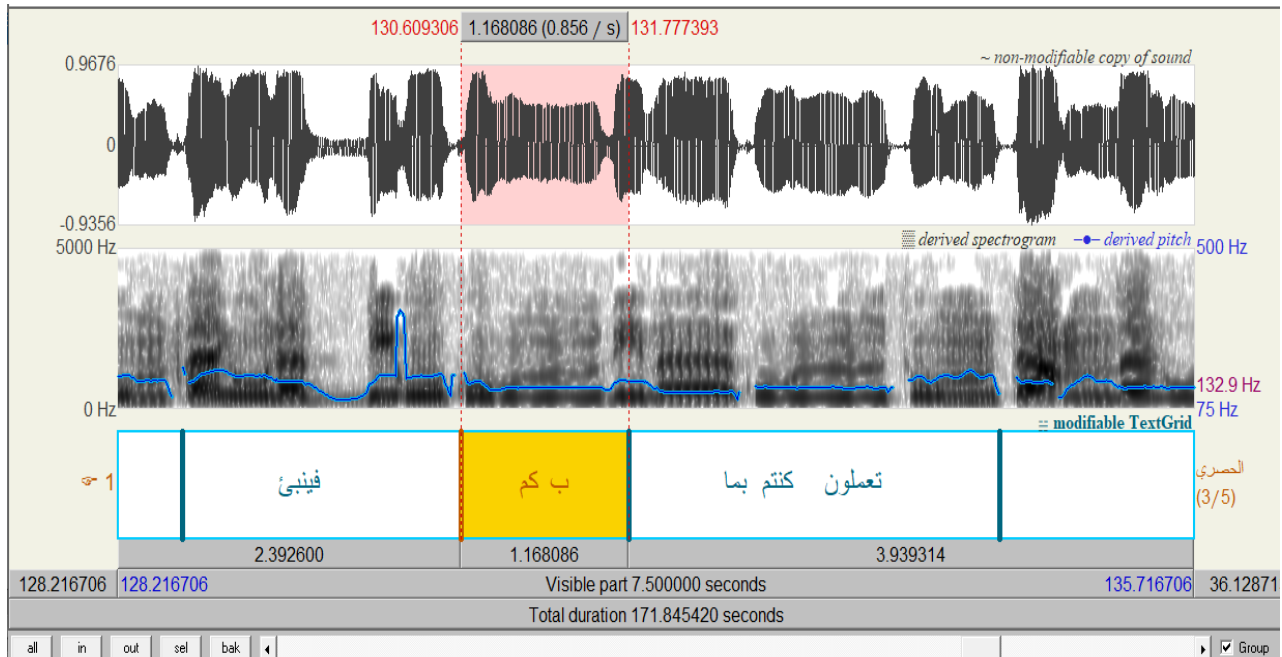 130.609306 1.168086 (0.856 / s) 131.777393
~ non-modifiable copy of sound
0.9676
0
-0.9356
derived spectrogram derived pitch
5000 Hz
500 Hz
0 Hz
132.9 Hz
75 Hz
modifiable TextGrid
1
فينبئ
ب كم
تعملون كنتم بما
الحصري
(3/5)
2.392600 1.168086 3.939314
128.216706 128.216706 Visible part 7.500000 seconds 135.716706 36.12871
Total duration 171.845420 seconds
all in out sel bak Group